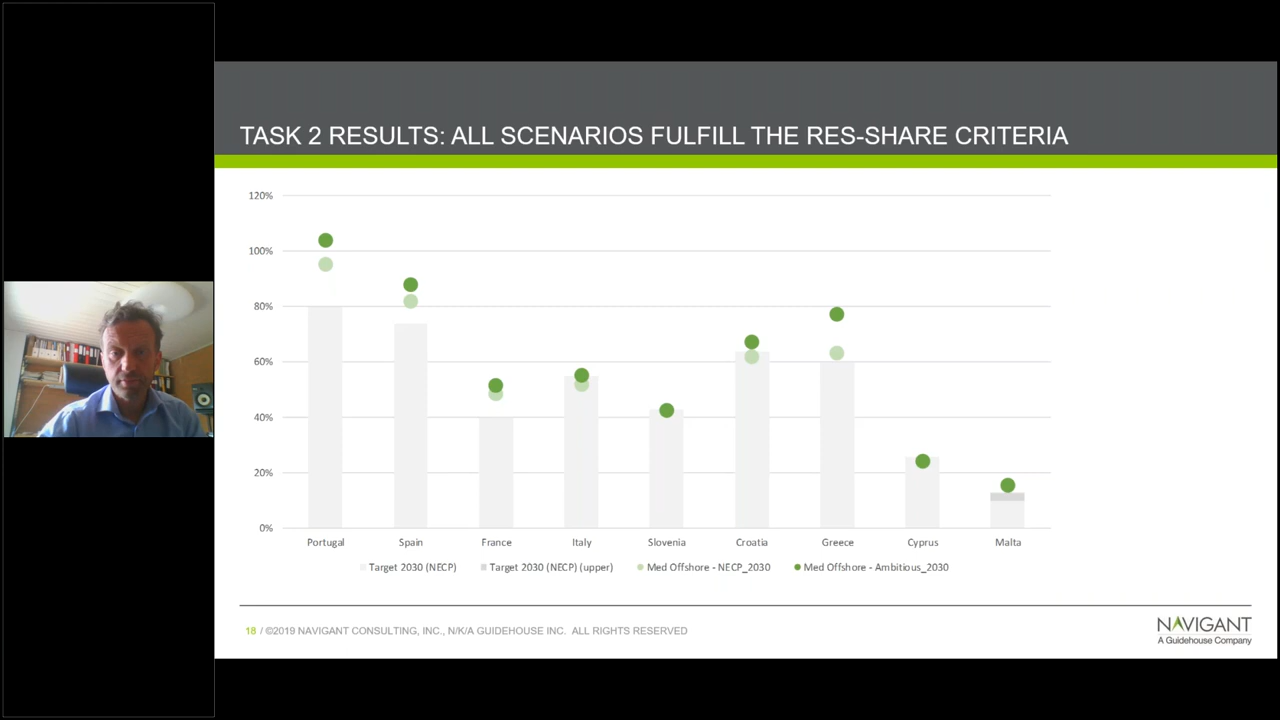 TASK 2 RESULTS: ALL SCENARIOS FULFILL THE RES-SHARE CRITERIA
120%
100%
80%
60%
40%
20%
0%
Portugal Spain France Italy Slovenia Croatia Greece Cyprus Malta
Target 2030 (NECP) Target 2030 (NECP) (upper) Med Offshore - NECP_2030 Med Offshore - Ambitious_2030
18 / ©2019 NAVIGANT CONSULTING, INC., N/K/A GUIDEHOUSE INC. ALL RIGHTS RESERVED
NAVIGANT
A Guidehouse Company